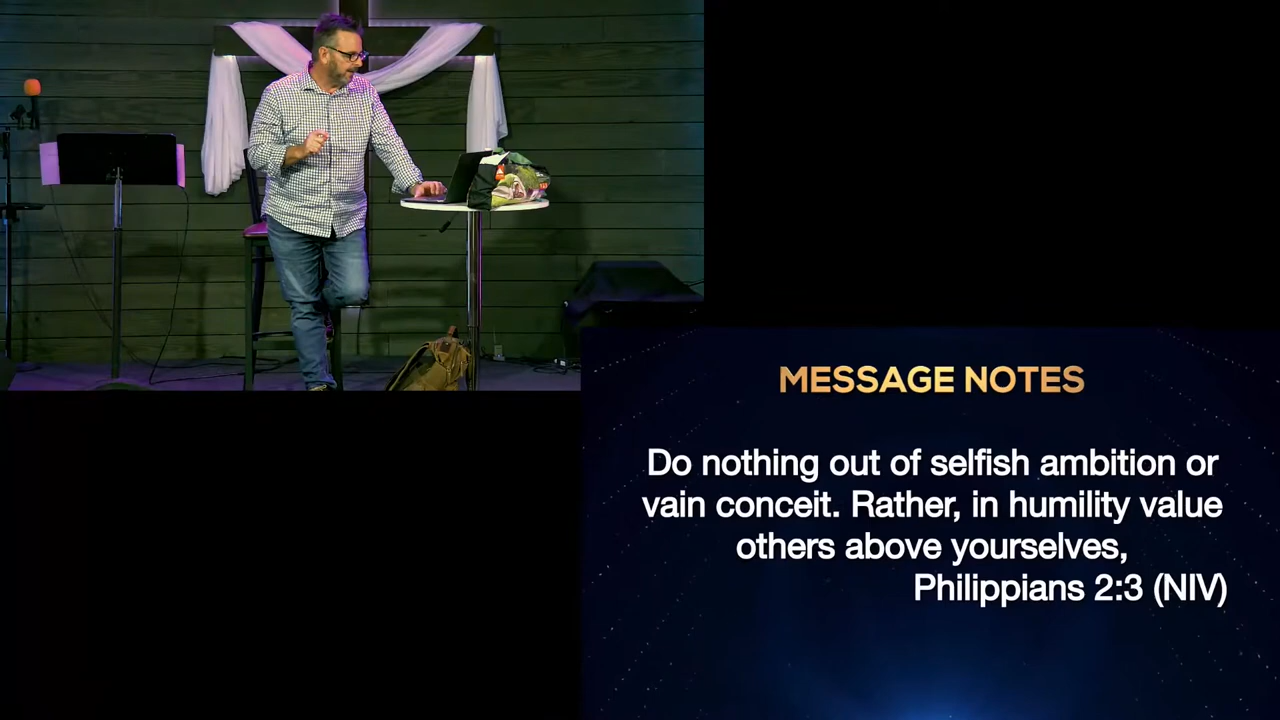 MESSAGE NOTES
Do nothing out of selfish ambition or
vain conceit. Rather, in humility value
others above yourselves,
Philippians 2:3 (NIV)